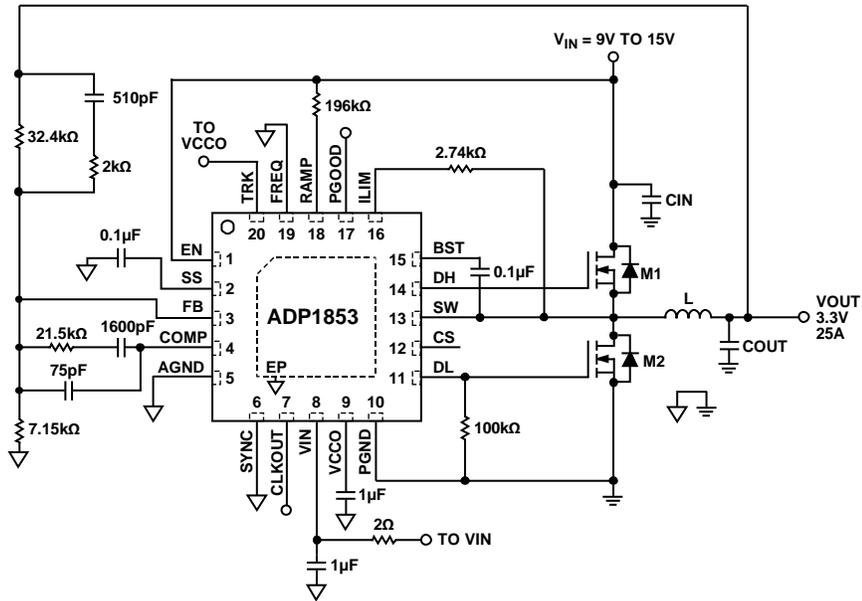 V_IN = 9V TO 15V
510pF
32.4kΩ
2kΩ
TO
VCCO
196kΩ
2.74kΩ
TRK
FREQ
RAMP
PGOOD
ILIM
CIN
20
19
18
17
16
0.1µF
EN
1
SS
2
FB
3
COMP
4
AGND
5
15
BST
14
DH
13
SW
12
CS
11
DL
0.1µF
M1
ADP1853
EP
L
VOUT
3.3V
25A
COUT
M2
21.5kΩ
1600pF
75pF
7.15kΩ
6
7
8
9
10
SYNC
CLKOUT
VIN
VCCO
PGND
100kΩ
1µF
2Ω
TO VIN
1µF